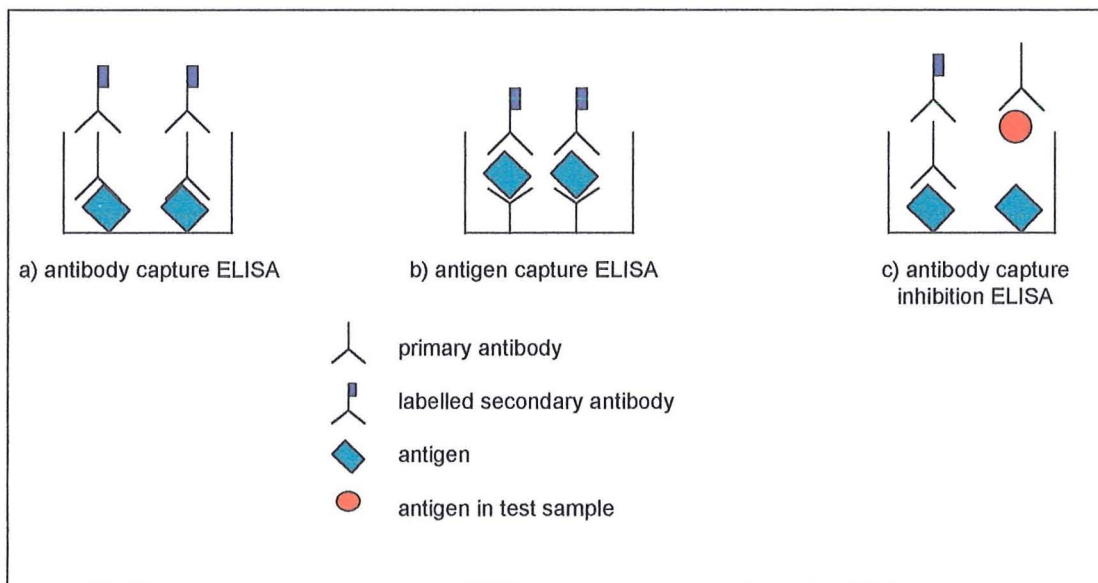 a) antibody capture ELISA
b) antigen capture ELISA
c) antibody capture
inhibition ELISA
primary antibody
labelled secondary antibody
antigen
antigen in test sample